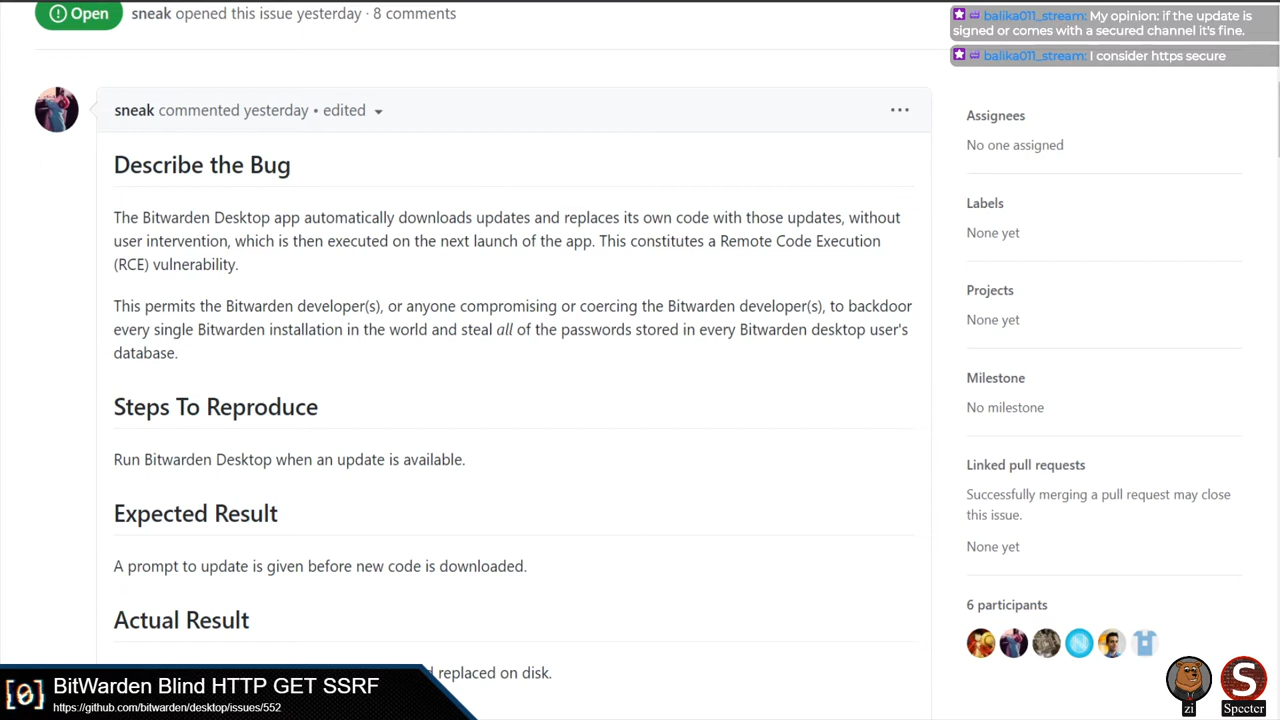 Open
sneak opened this issue yesterday · 8 comments
balika011_stream: My opinion: if the update is
signed or comes with a secured channel it's fine.
balika011_stream: I consider https secure
sneak commented yesterday • edited
Describe the Bug
The Bitwarden Desktop app automatically downloads updates and replaces its own code with those updates, without
user intervention, which is then executed on the next launch of the app. This constitutes a Remote Code Execution
(RCE) vulnerability.
This permits the Bitwarden developer(s), or anyone compromising or coercing the Bitwarden developer(s), to backdoor
every single Bitwarden installation in the world and steal all of the passwords stored in every Bitwarden desktop user's
database.
Steps To Reproduce
Run Bitwarden Desktop when an update is available.
Expected Result
A prompt to update is given before new code is downloaded.
Actual Result
replaced on disk.
Assignees
No one assigned
Labels
None yet
Projects
None yet
Milestone
No milestone
Linked pull requests
Successfully merging a pull request may close
this issue.
None yet
6 participants
[0]
BitWarden Blind HTTP GET SSRF
https://github.com/bitwarden/desktop/issues/552
zi
S
Specter